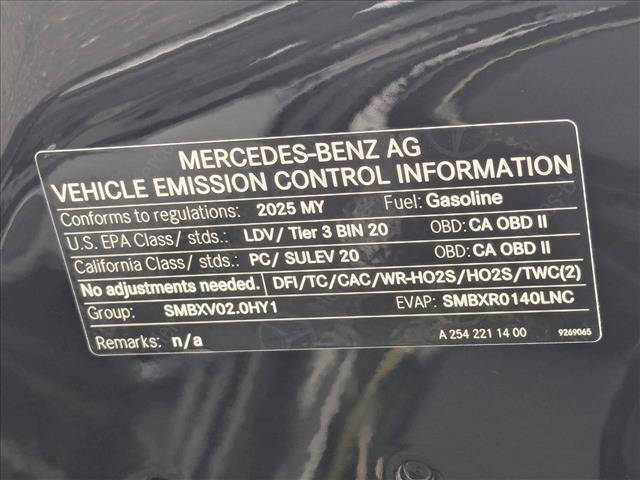 MERCEDES-BENZ AG
VEHICLE EMISSION CONTROL INFORMATION
Conforms to regulations: 2025 MY Fuel: Gasoline
U.S. EPA Class/ stds.: LDV/ Tier 3 BIN 20 OBD: CA OBD II
California Class/ stds.: PC/ SULEV 20 OBD: CA OBD II
No adjustments needed. DFI/TC/CAC/WR-HO2S/HO2S/TWC(2)
Group: SMBXV02.0HY1 EVAP: SMBXR0140LNC
Remarks: n/a A 254 221 14 00 9269065